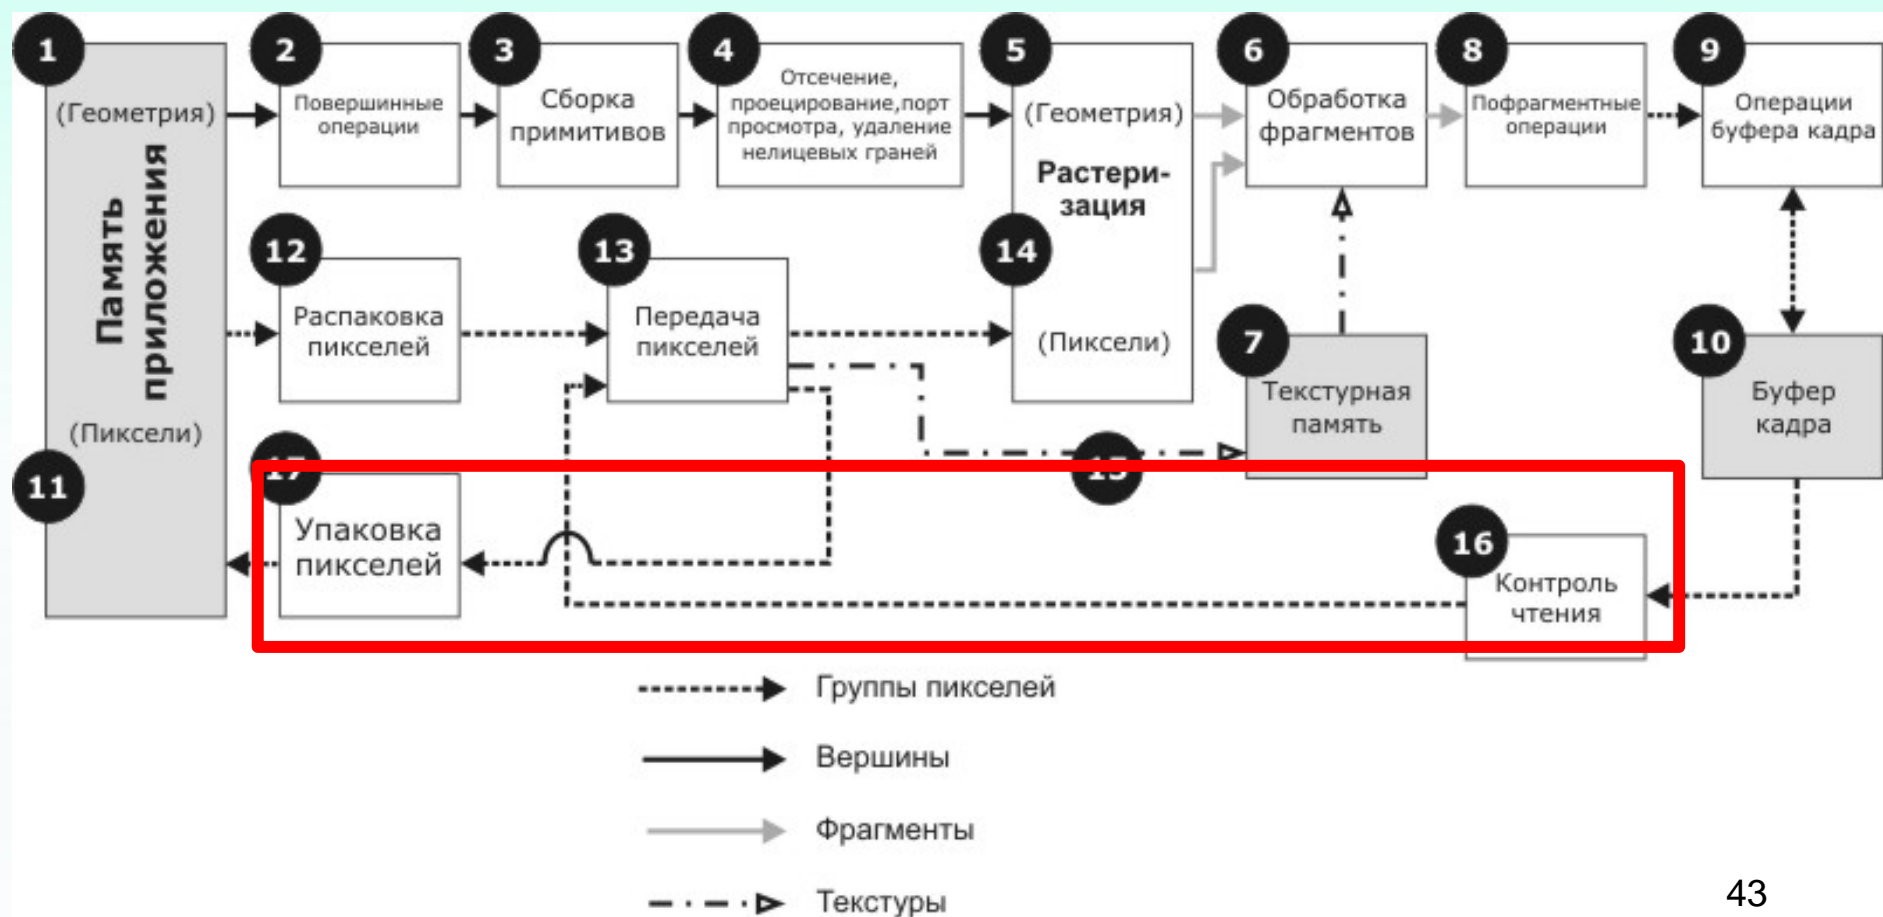 1
(Геометрия)
Память
приложения
(Пиксели)
11
2
Повершинные
операции
3
Сборка
примитивов
4
Отсечение,
проецирование,порт
просмотра, удаление
нелицевых граней
5
(Геометрия)
Растери-
зация
14
(Пиксели)
6
Обработка
фрагментов
8
Пофрагментные
операции
9
Операции
буфера кадра
12
Распаковка
пикселей
13
Передача
пикселей
7
Текстурная
память
10
Буфер
кадра
17
Упаковка
пикселей
15
16
Контроль
чтения
Группы пикселей
Вершины
Фрагменты
Текстуры
43